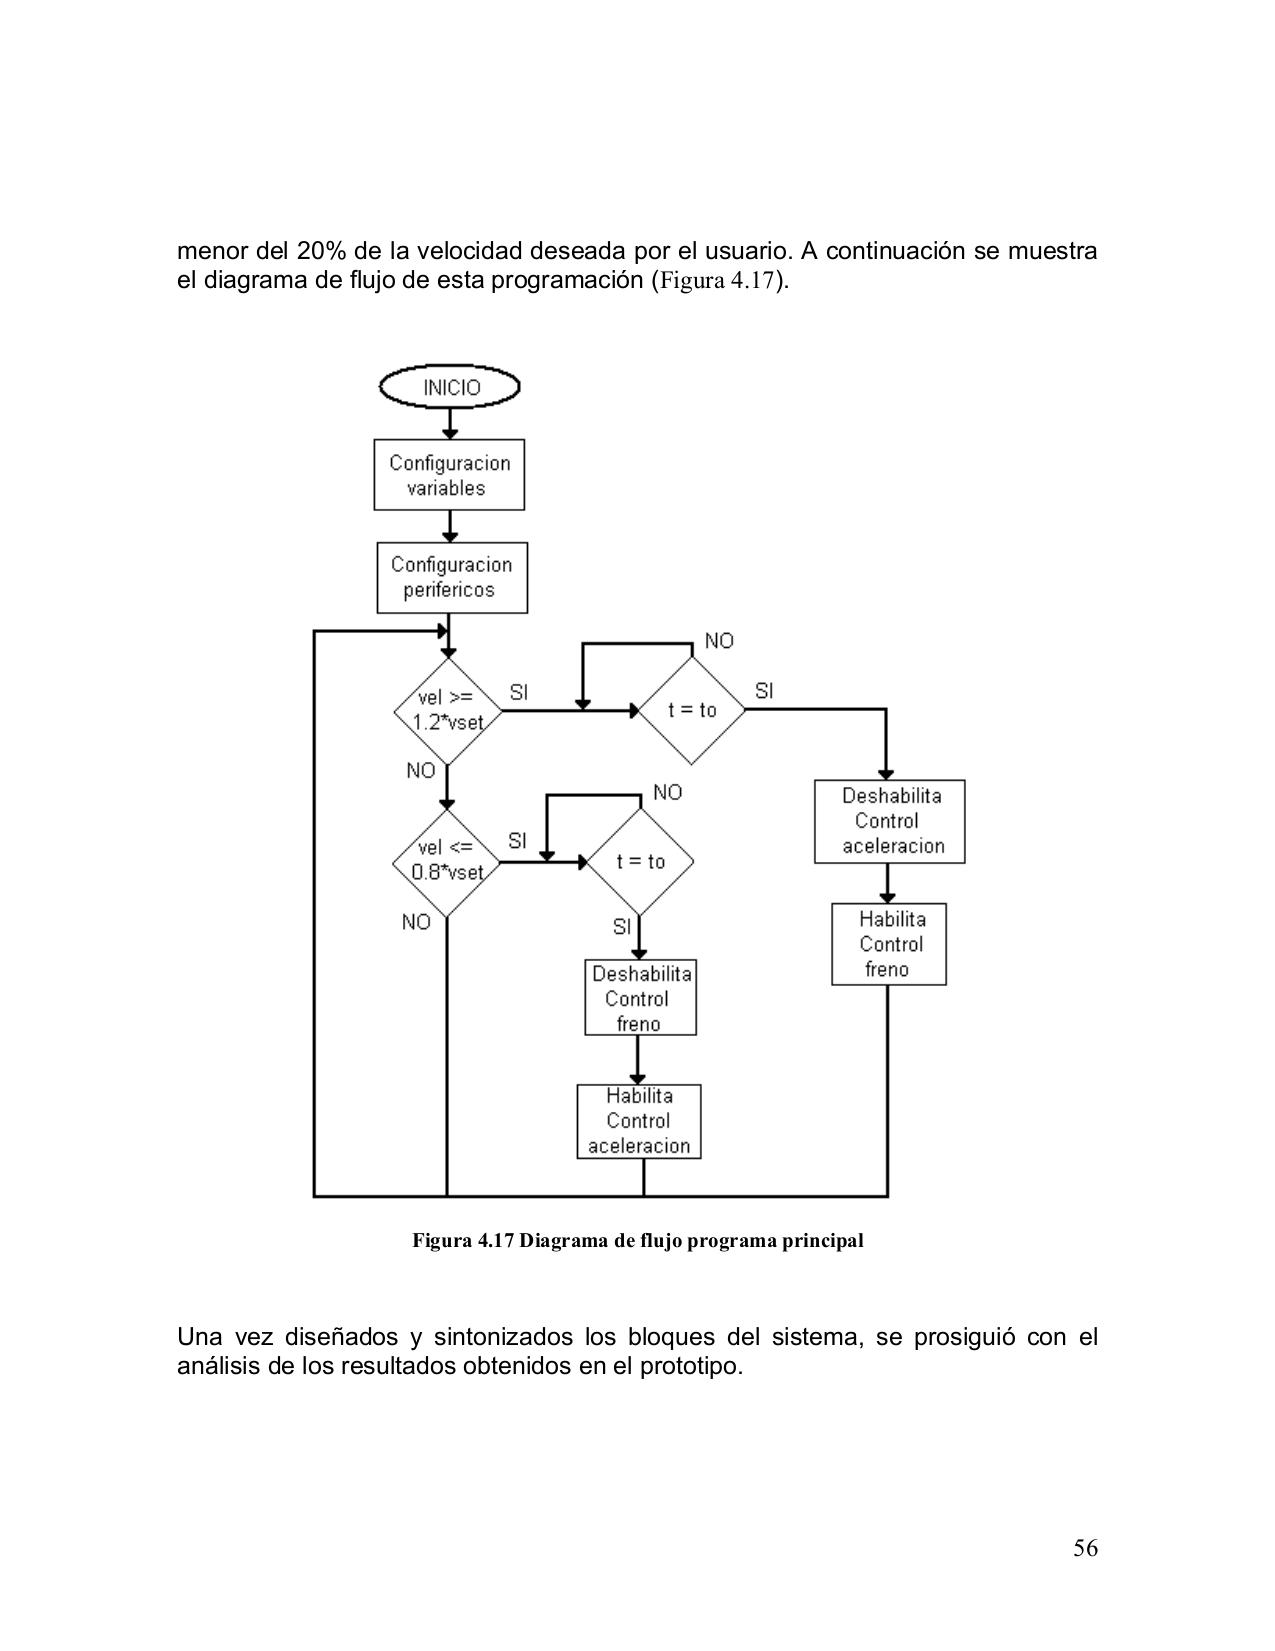 menor del 20% de la velocidad deseada por el usuario. A continuación se muestra
el diagrama de flujo de esta programación (Figura 4.17).
INICIO
Configuracion
variables
Configuracion
perifericos
vel >=
1.2*vset
SI
NO
t = to
NO
SI
Deshabilita
Control
aceleracion
Habilita
Control
freno
vel <=
0.8*vset
SI
NO
t = to
NO
SI
Deshabilita
Control
freno
Habilita
Control
aceleracion
Figura 4.17 Diagrama de flujo programa principal
Una vez diseñados y sintonizados los bloques del sistema, se prosiguió con el
análisis de los resultados obtenidos en el prototipo.
56